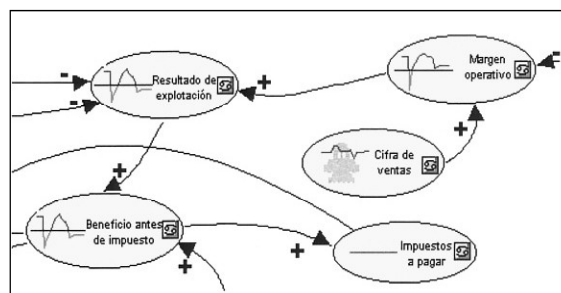 Resultado de
explotación
Margen
operativo
Cifra de
ventas
Beneficio antes
de impuesto
Impuestos
a pagar
-
-
+
-
+
+
+
+